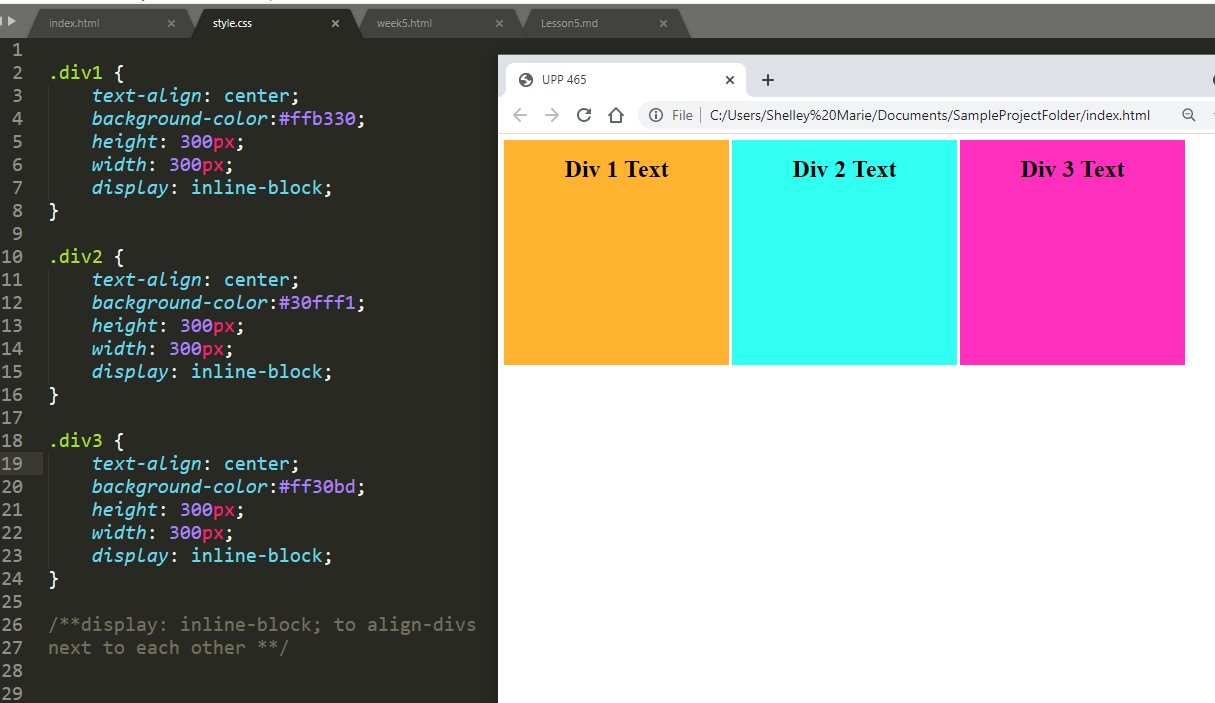 index.html × style.css × week5.html × Lesson5.md ×
1
2 .div1 {
3 text-align: center;
4 background-color:#ffb330;
5 height: 300px;
6 width: 300px;
7 display: inline-block;
8 }
9
10 .div2 {
11 text-align: center;
12 background-color:#30fff1;
13 height: 300px;
14 width: 300px;
15 display: inline-block;
16 }
17
18 .div3 {
19 text-align: center;
20 background-color:#ff30bd;
21 height: 300px;
22 width: 300px;
23 display: inline-block;
24 }
25
26 /**display: inline-block; to align-divs
27 next to each other **/
28
29
UPP 465
File C:/Users/Shelley%20Marie/Documents/SampleProjectFolder/index.html
Div 1 Text Div 2 Text Div 3 Text